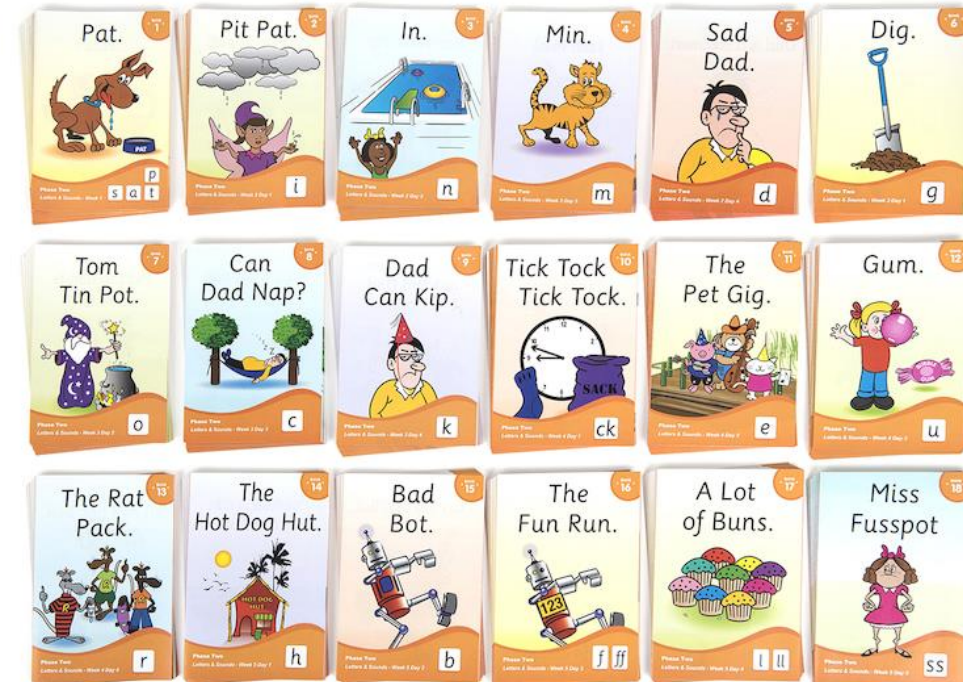 Pat.
BOOK
1
PAT
p
s a t
Phase Two
Letters & Sounds - Week 1
Pit Pat.
BOOK
2
i
Phase Two
In.
BOOK
3
n
Phase Two
Min.
BOOK
4
m
Phase Two
Sad
Dad.
BOOK
5
d
Phase Two
Dig.
BOOK
6
g
Phase Two
Tom
Tin Pot.
BOOK
7
o
Phase Two
Can
Dad Nap?
BOOK
8
c
Phase Two
Dad
Can Kip.
BOOK
9
k
Phase Two
Tick Tock
Tick Tock.
BOOK
10
SACK
ck
Phase Two
The
Pet Gig.
BOOK
11
e
Phase Two
Gum.
BOOK
12
u
Phase Two
The Rat
Pack.
BOOK
13
R
r
Phase Two
The
Hot Dog Hut.
BOOK
14
HOT DOG
HUT
h
Phase Two
Bad
Bot.
BOOK
15
b
Phase Two
The
Fun Run.
BOOK
16
123
f ff
Phase Two
A Lot
of Buns.
BOOK
17
l ll
Phase Two
Miss
Fusspot
BOOK
18
ss
Phase Two